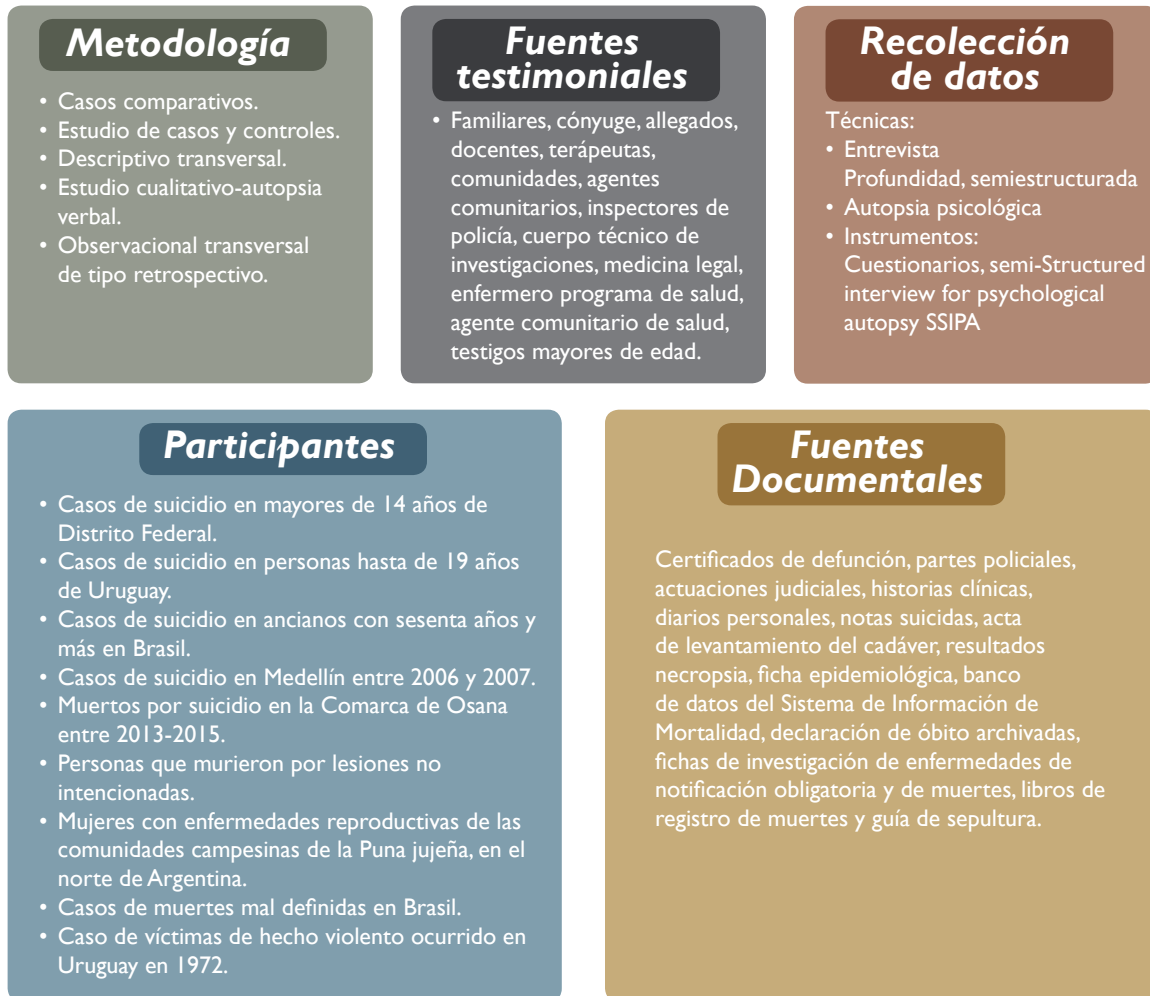 Metodología
• Casos comparativos.
• Estudio de casos y controles.
• Descriptivo transversal.
• Estudio cualitativo-autopsia
verbal.
• Observacional transversal
de tipo retrospectivo.
Fuentes
testimoniales
• Familiares, cónyuge, allegados,
docentes, terápeutas,
comunidades, agentes
comunitarios, inspectores de
policía, cuerpo técnico de
investigaciones, medicina legal,
enfermero programa de salud,
agente comunitario de salud,
testigos mayores de edad.
Recolección
de datos
Técnicas:
• Entrevista
Profundidad, semiestructurada
• Autopsia psicológica
• Instrumentos:
Cuestionarios, semi-Structured
interview for psychological
autopsy SSIPA
Participantes
• Casos de suicidio en mayores de 14 años de
Distrito Federal.
• Casos de suicidio en personas hasta de 19 años
de Uruguay.
• Casos de suicidio en ancianos con sesenta años y
más en Brasil.
• Casos de suicidio en Medellín entre 2006 y 2007.
• Muertos por suicidio en la Comarca de Osana
entre 2013-2015.
• Personas que murieron por lesiones no
intencionadas.
• Mujeres con enfermedades reproductivas de las
comunidades campesinas de la Puna jujeña, en el
norte de Argentina.
• Casos de muertes mal definidas en Brasil.
• Caso de víctimas de hecho violento ocurrido en
Uruguay en 1972.
Fuentes
Documentales
Certificados de defunción, partes policiales,
actuaciones judiciales, historias clínicas,
diarios personales, notas suicidas, acta
de levantamiento del cadáver, resultados
necropsia, ficha epidemiológica, banco
de datos del Sistema de Información de
Mortalidad, declaración de óbito archivadas,
fichas de investigación de enfermedades de
notificación obligatoria y de muertes, libros de
registro de muertes y guía de sepultura.